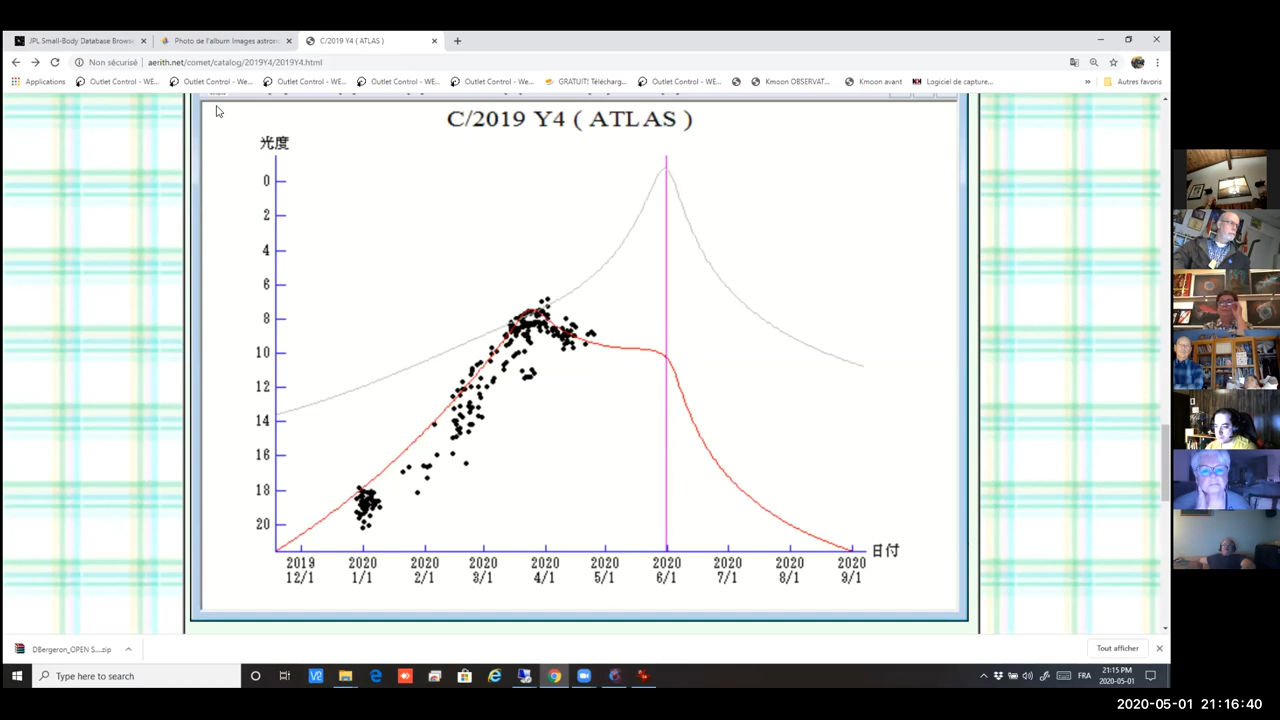 JPL Small-Body Database Browse
Photo de l'album Images astron
C/2019 Y4 ( ATLAS )
Non sécurisé
aerith.net/comet/catalog/2019Y4/2019Y4.html
Applications
Outlet Control - WE...
Outlet Control - We...
Outlet Control - WE...
Outlet Control - WE...
Outlet Control - We...
GRATUIT! Télécharg...
Outlet Control - WE...
Kmoon OBSERVAT...
Kmoon avant
Logiciel de capture...
»
Autres favoris
C/2019 Y4 ( ATLAS )
光度
0
2
4
6
8
10
12
14
16
18
20
日付
2019 2020 2020 2020 2020 2020 2020 2020 2020 2020
12/1 1/1 2/1 3/1 4/1 5/1 6/1 7/1 8/1 9/1
DBergeron_OPEN S....zip
Tout afficher
Type here to search
FRA
21:15 PM
2020-05-01
2020-05-01 21:16:40